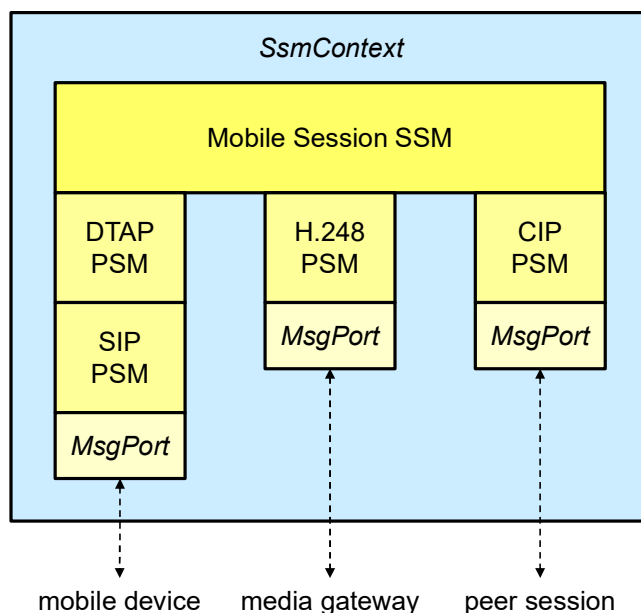 SsmContext
Mobile Session SSM
DTAP
PSM
H.248
PSM
CIP
PSM
SIP
PSM
MsgPort
MsgPort
MsgPort
mobile device
media gateway
peer session